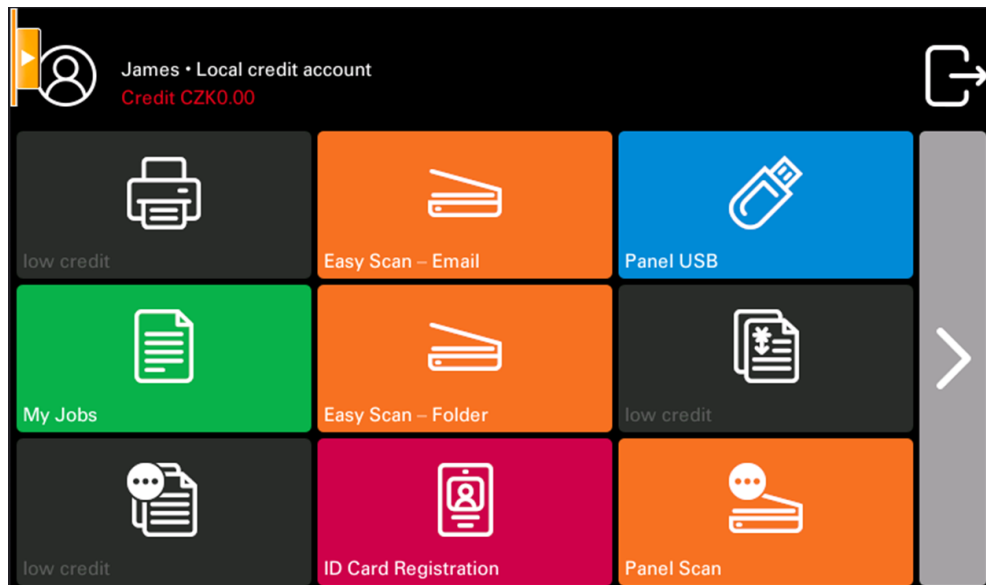 James • Local credit account
Credit CZK0.00
low credit
Easy Scan – Email
Panel USB
My Jobs
Easy Scan – Folder
low credit
low credit
ID Card Registration
Panel Scan